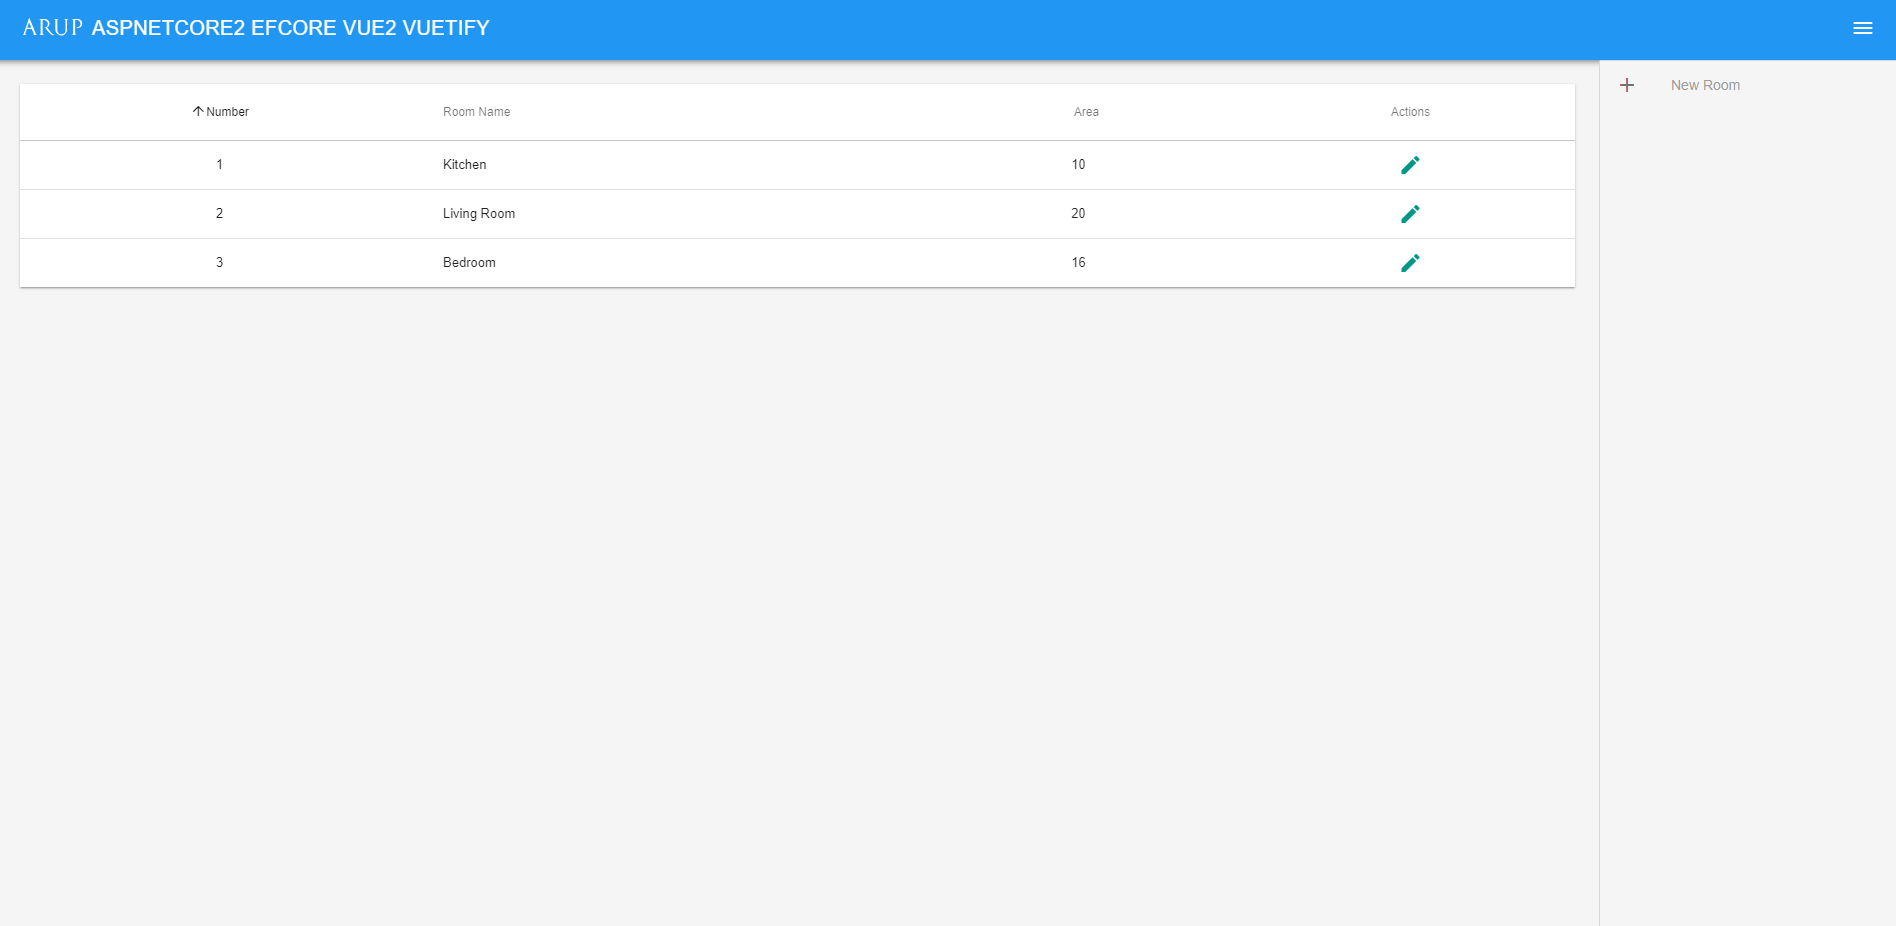 ARUP ASPNETCORE2 EFCORE VUE2 VUETIFY
New Room
Number Room Name Area Actions
1 Kitchen 10
2 Living Room 20
3 Bedroom 16